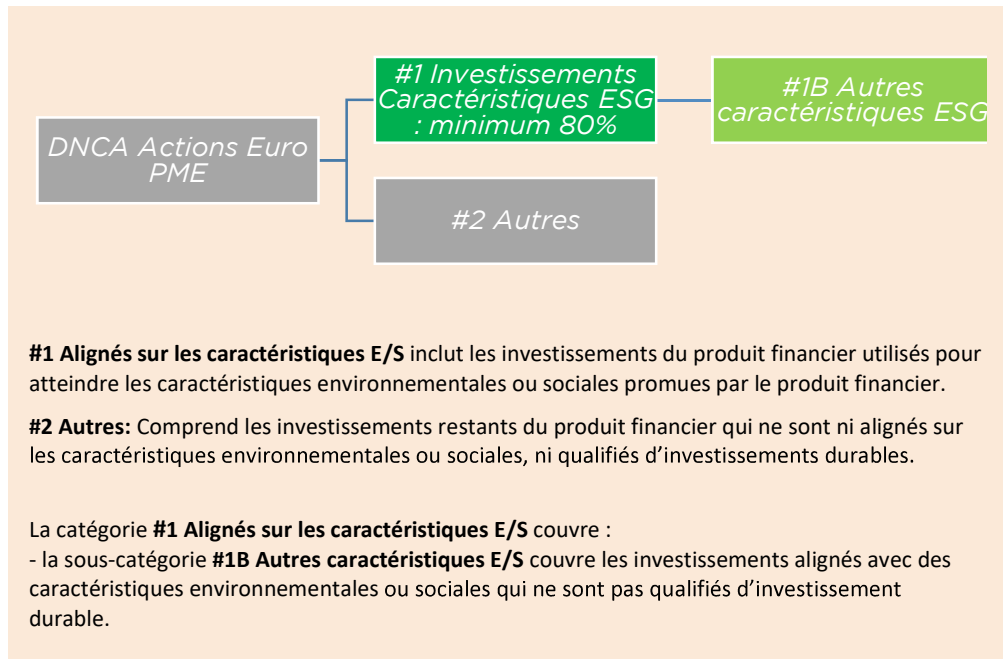 #1 Investissements
Caractéristiques ESG
: minimum 80%
#1B Autres
caractéristiques ESG
DNCA Actions Euro
PME
#2 Autres
#1 Alignés sur les caractéristiques E/S inclut les investissements du produit financier utilisés pour
atteindre les caractéristiques environnementales ou sociales promues par le produit financier.
#2 Autres: Comprend les investissements restants du produit financier qui ne sont ni alignés sur
les caractéristiques environnementales ou sociales, ni qualifiés d’investissements durables.
La catégorie #1 Alignés sur les caractéristiques E/S couvre :
- la sous-catégorie #1B Autres caractéristiques E/S couvre les investissements alignés avec des
caractéristiques environnementales ou sociales qui ne sont pas qualifiés d’investissement
durable.